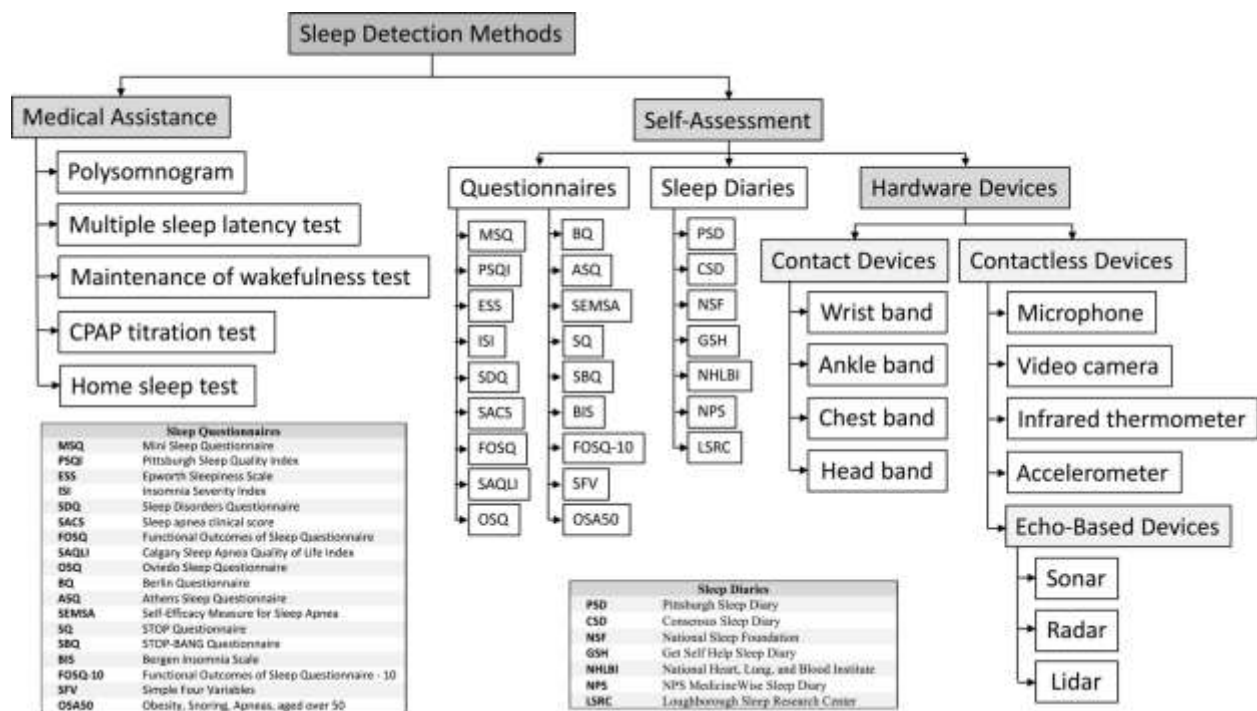 Sleep Detection Methods
Medical Assistance
Polysomnogram
Multiple sleep latency test
Maintenance of wakefulness test
CPAP titration test
Home sleep test
Self-Assessment
Questionnaires
MSQ
PSQI
ESS
ISI
SDQ
SACS
FOSQ
SAQLI
OSQ
BQ
ASQ
SEMSA
SQ
SBQ
BIS
FOSQ-10
SFV
OSA50
Sleep Diaries
PSD
CSD
NSF
GSH
NHLBI
NPS
LSRC
Hardware Devices
Contact Devices
Wrist band
Ankle band
Chest band
Head band
Contactless Devices
Microphone
Video camera
Infrared thermometer
Accelerometer
Echo-Based Devices
Sonar
Radar
Lidar
Sleep Questionnaires
MSQ Mini Sleep Questionnaire
PSQI Pittsburgh Sleep Quality Index
ESS Epworth Sleepiness Scale
ISI Insomnia Severity Index
SDQ Sleep Disorders Questionnaire
SACS Sleep apnea clinical score
FOSQ Functional Outcomes of Sleep Questionnaire
SAQLI Calgary Sleep Apnea Quality of Life Index
OSQ Oviedo Sleep Questionnaire
BQ Berlin Questionnaire
ASQ Athens Sleep Questionnaire
SEMSA Self-Efficacy Measure for Sleep Apnea
SQ STOP Questionnaire
SBQ STOP-BANG Questionnaire
BIS Bergen Insomnia Scale
FOSQ-10 Functional Outcomes of Sleep Questionnaire - 10
SFV Simple Four Variables
OSA50 Obesity, Snoring, Apneas, aged over 50
Sleep Diaries
PSD Pittsburgh Sleep Diary
CSD Consensus Sleep Diary
NSF National Sleep Foundation
GSH Get Self Help Sleep Diary
NHLBI National Heart, Lung, and Blood Institute
NPS NPS MedicineWise Sleep Diary
LSRC Loughborough Sleep Research Center